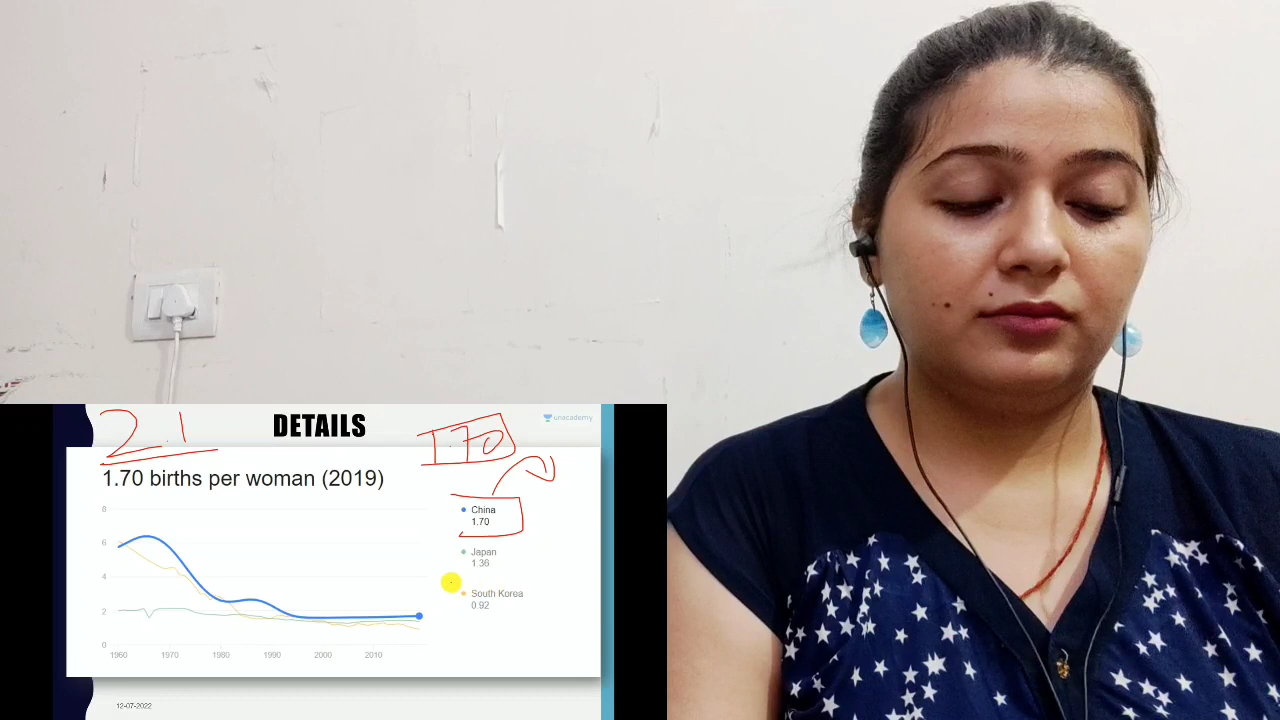 2.1
DETAILS
unacademy
1.70
1.70 births per woman (2019)
8
6
4
2
0
1960
1970
1980
1990
2000
2010
China
1.70
Japan
1.36
South Korea
0.92
12-07-2022